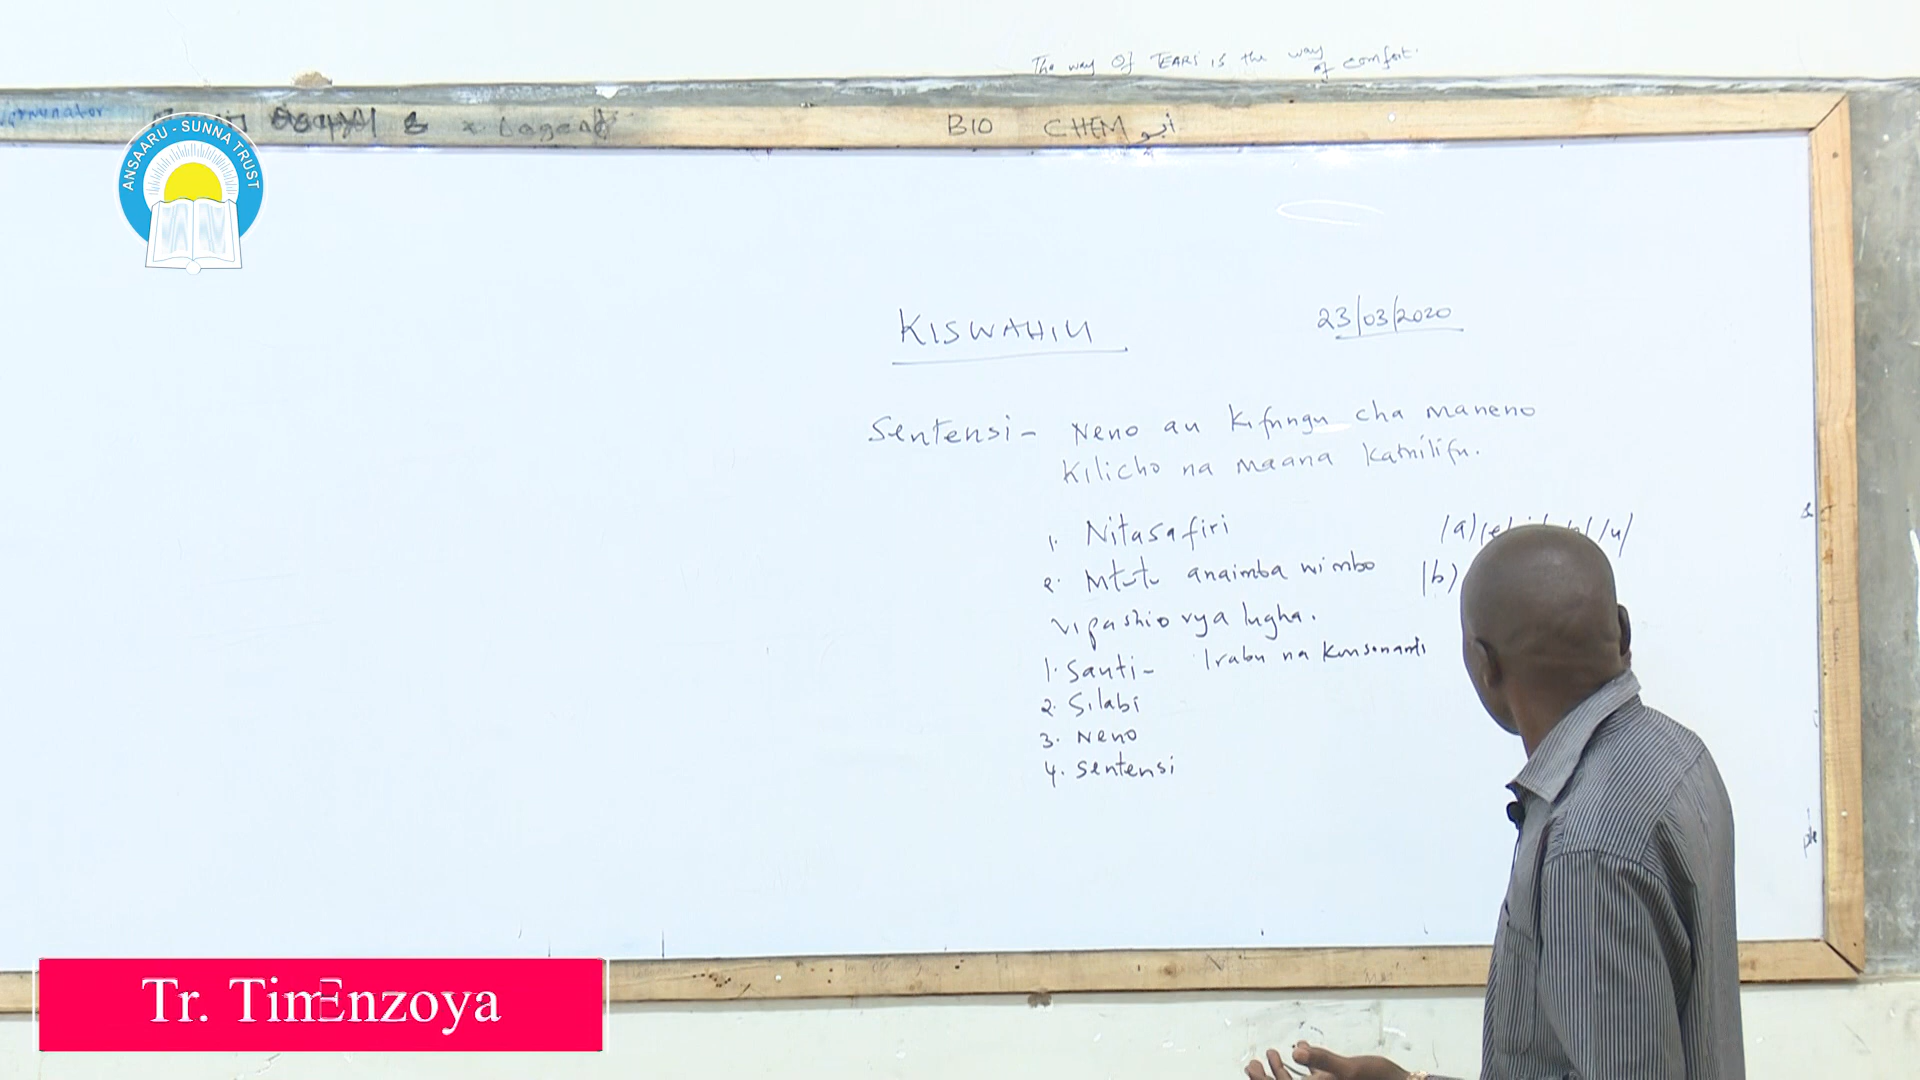 The way Of TEARS is the way of comfort.
BIO CHEM أبو
ANSAARU - SUNNA TRUST
KISWAHILI 23/03/2020
Sentensi - Neno au Kifungu cha maneno
Kilicho na maana Kamilifu.
1. Nitasafiri /a/ /e/ /u/
2. Mtutu anaimba wimbo /b/
Vipashio vya lugha.
1. Sauti - Irabu na Konsonanti
2. Silabi
3. Neno
4. Sentensi
Tr. Tim Enzoya